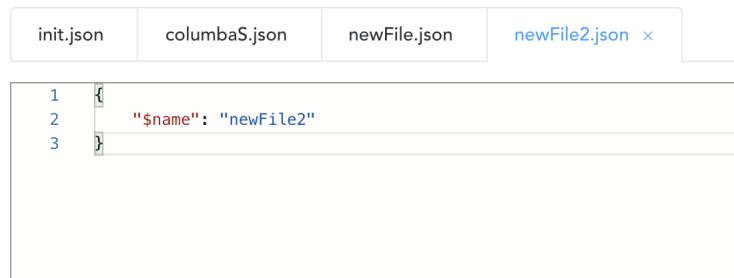 init.json columbaS.json newFile.json newFile2.json ×
1 {
2 "$name": "newFile2"
3 }